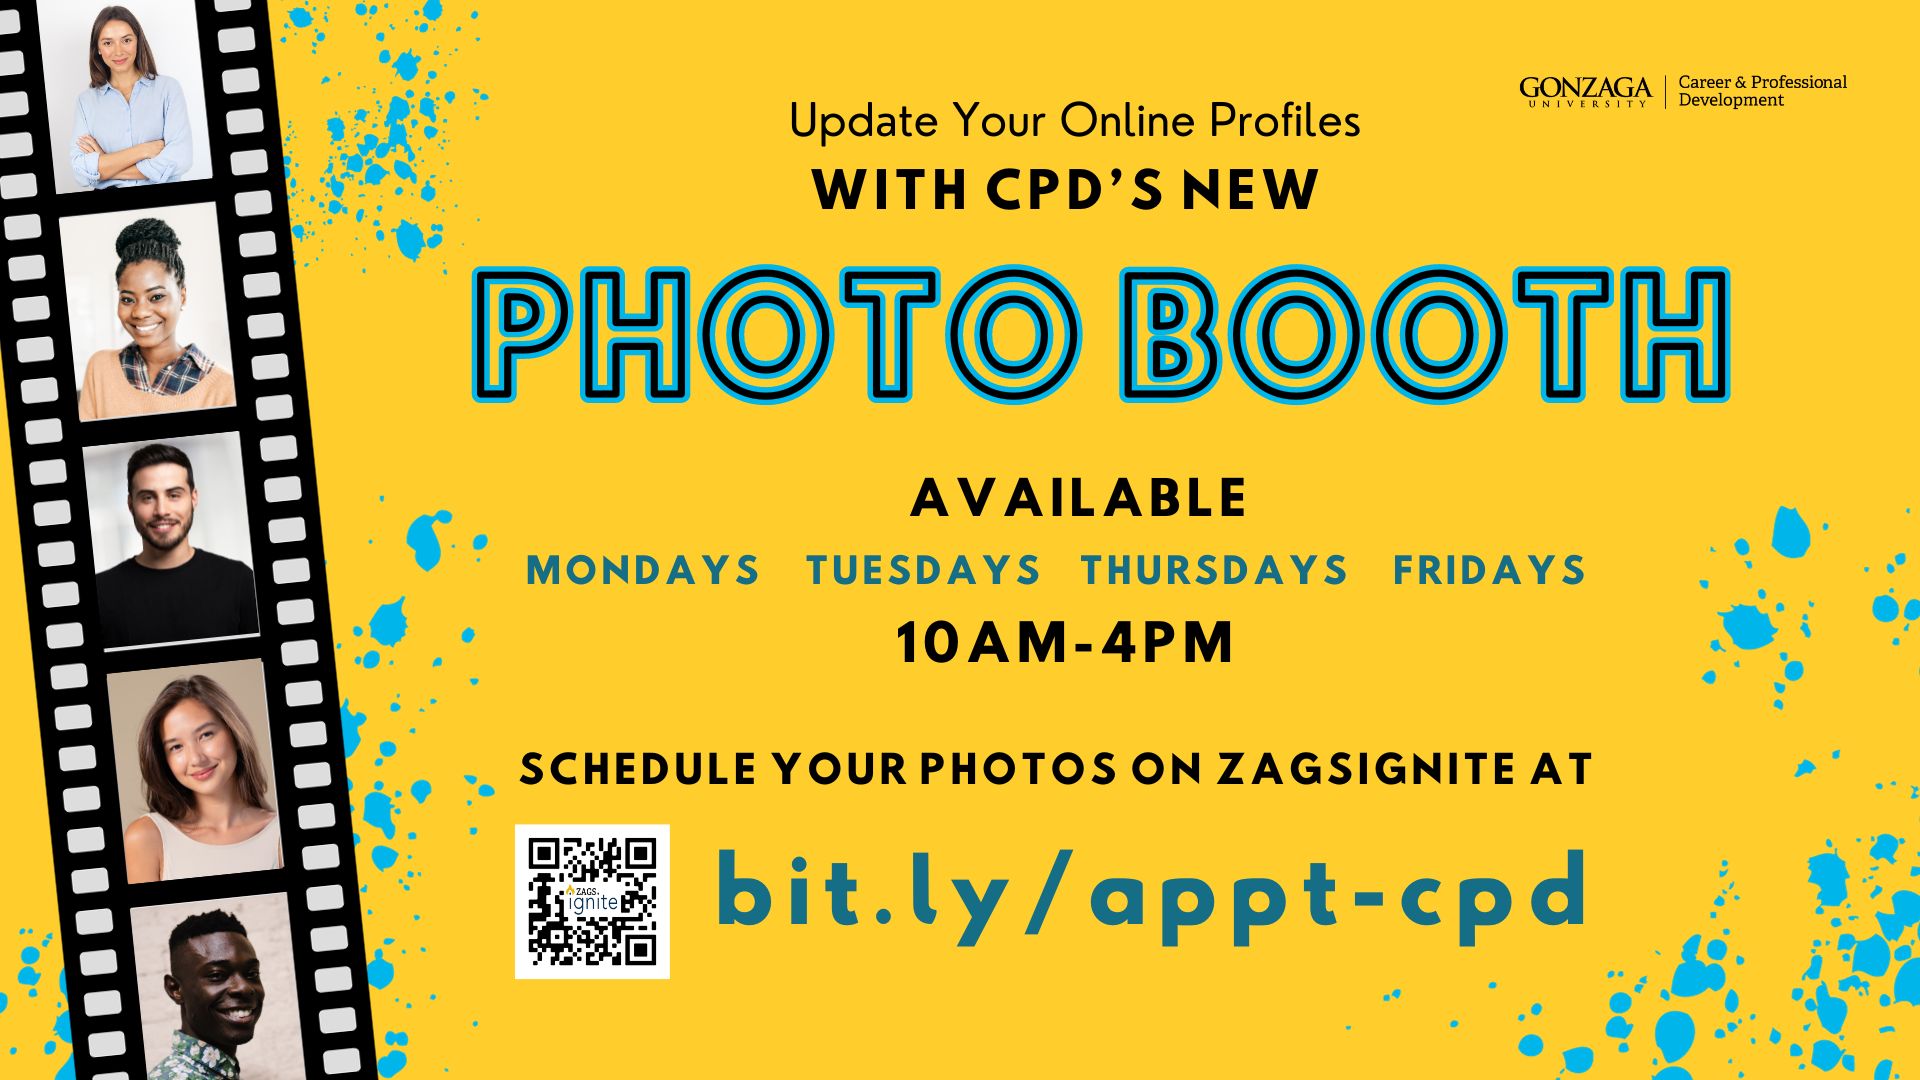 GONZAGA
UNIVERSITY
Career & Professional
Development
Update Your Online Profiles
WITH CPD'S NEW
PHOTO BOOTH
AVAILABLE
MONDAYS TUESDAYS THURSDAYS FRIDAYS
10AM-4PM
SCHEDULE YOUR PHOTOS ON ZAGSIGNITE AT
ZAGS.
ignite
bit.ly/appt-cpd